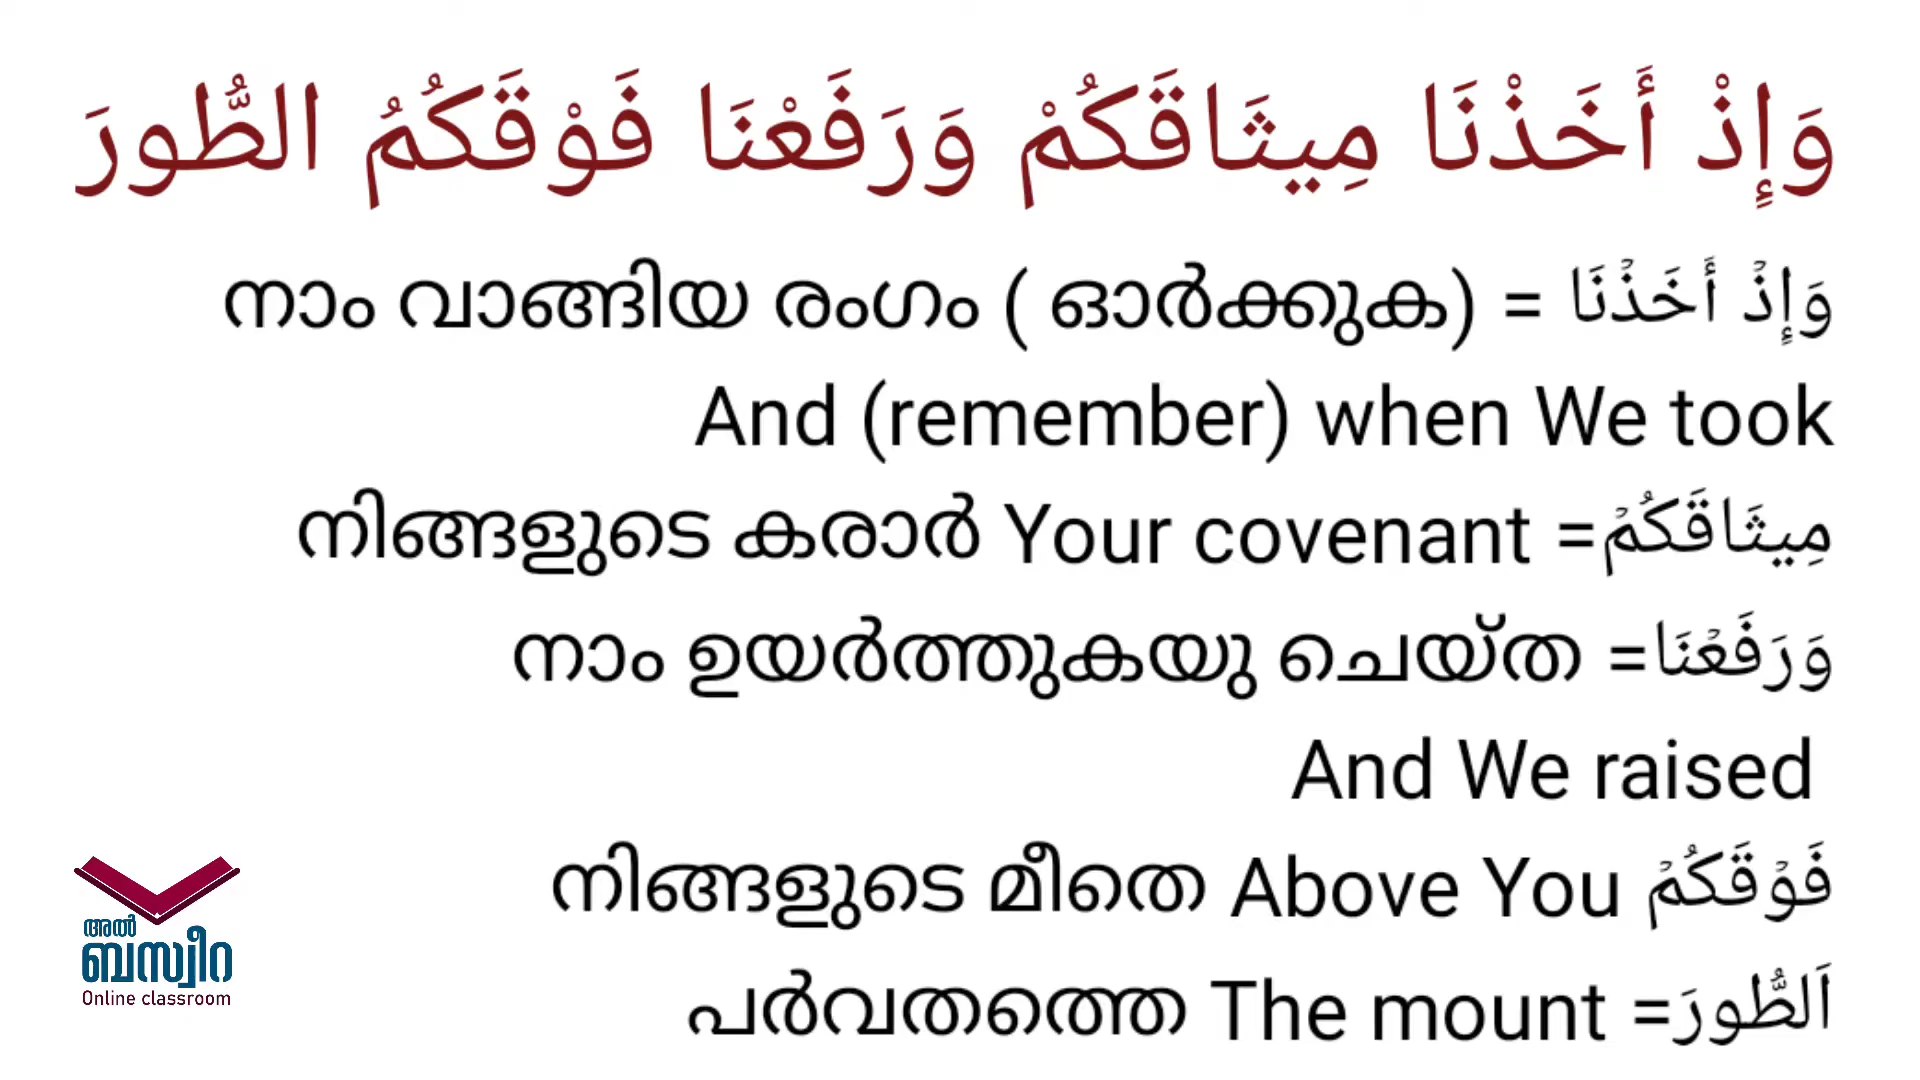 وَإِذْ أَخَذْنَا مِيثَاقَكُمْ وَرَفَعْنَا فَوْقَكُمُ الطُّورَ
وَإِذْ أَخَذْنَا = നാം വാങ്ങിയ രംഗം ( ഓർക്കുക)
And (remember) when We took
مِيثَاقَكُمْ= നിങ്ങളുടെ കരാർ Your covenant
وَرَفَعْنَا= നാം ഉയർത്തുകയു ചെയ്ത
And We raised
فَوْقَكُمُ നിങ്ങളുടെ മീതെ Above You
اَلطُّورَ= പർവതത്തെ The mount
അൽ
ബസ്വീറ
Online classroom